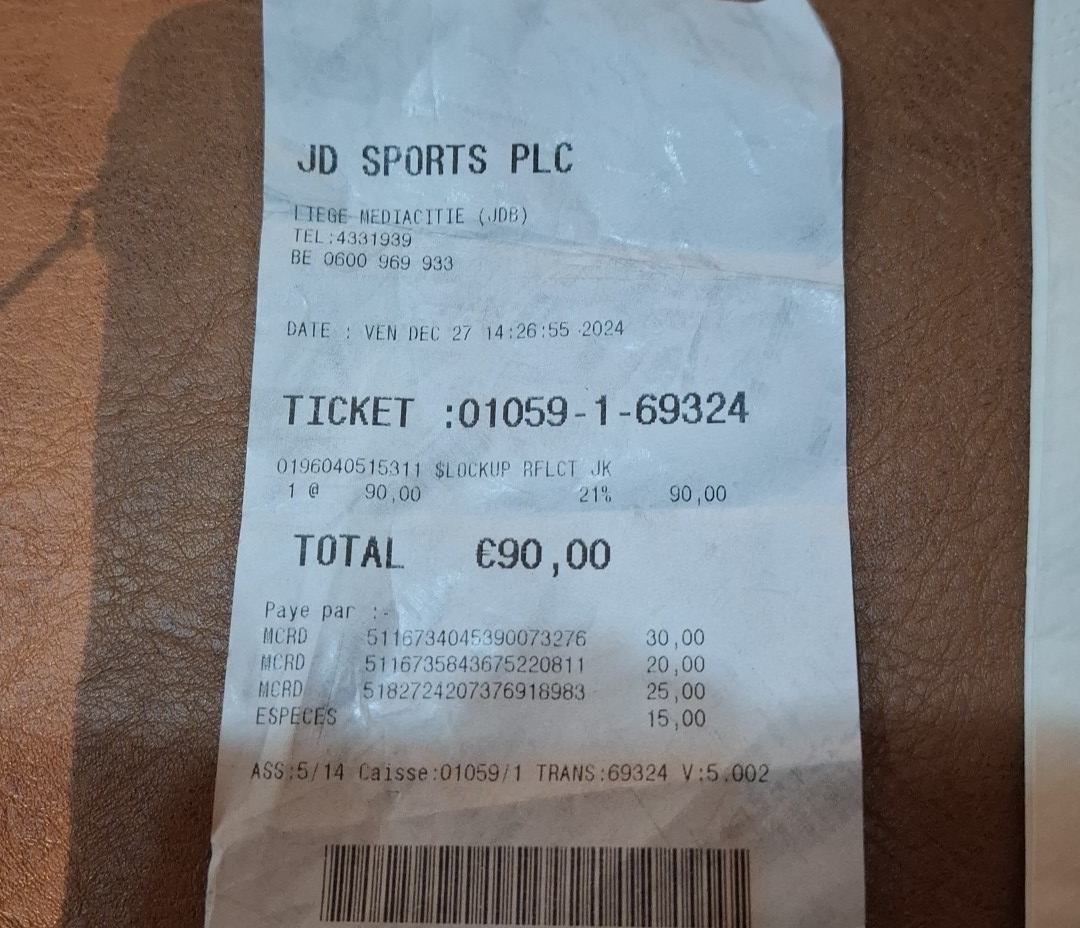 JD SPORTS PLC
LIEGE MEDIACITIE (JDB)
TEL:4331939
BE 0600 969 933
DATE : VEN DEC 27 14:26:55 2024
TICKET :01059-1-69324
0196040515311 $LOCKUP RFLCT JK
1 @ 90,00 21% 90,00
TOTAL €90,00
Paye par :-
MCRD 5116734045390073276 30,00
MCRD 5116735843675220811 20,00
MCRD 5182724207376918983 25,00
ESPECES 15,00
ASS:5/14 Caisse:01059/1 TRANS:69324 V:5.002